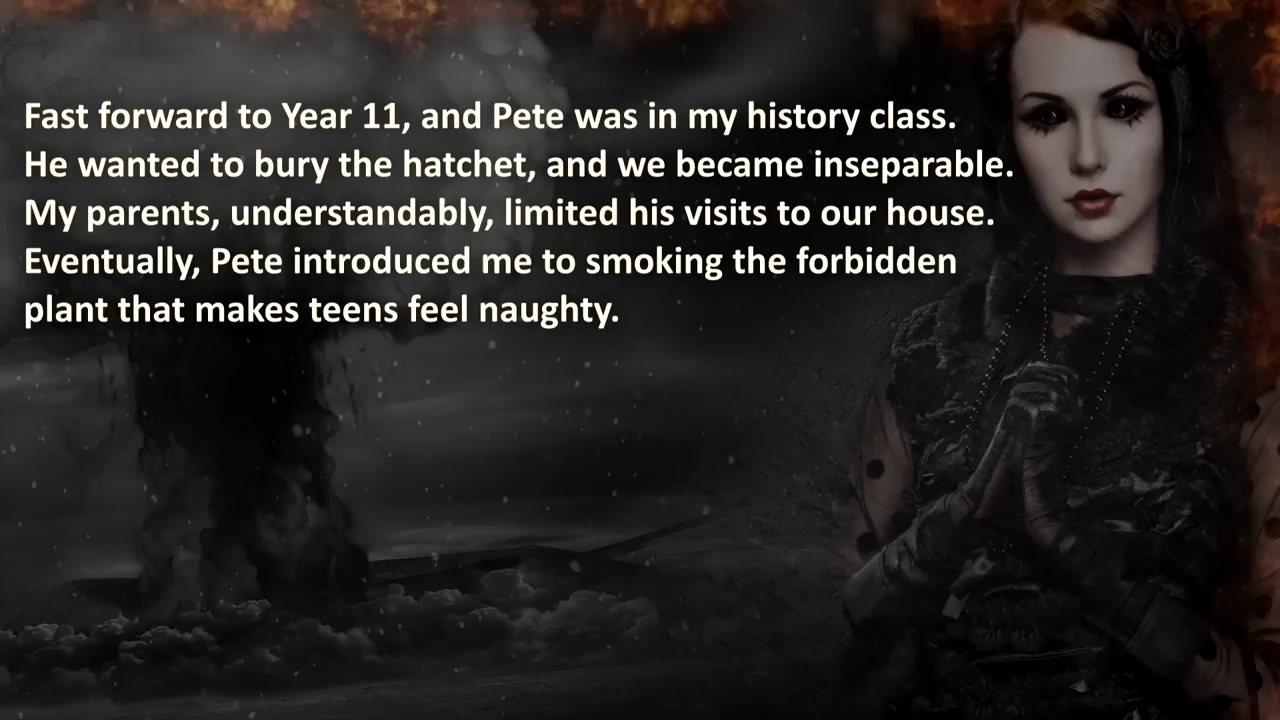 Fast forward to Year 11, and Pete was in my history class.
He wanted to bury the hatchet, and we became inseparable.
My parents, understandably, limited his visits to our house.
Eventually, Pete introduced me to smoking the forbidden
plant that makes teens feel naughty.